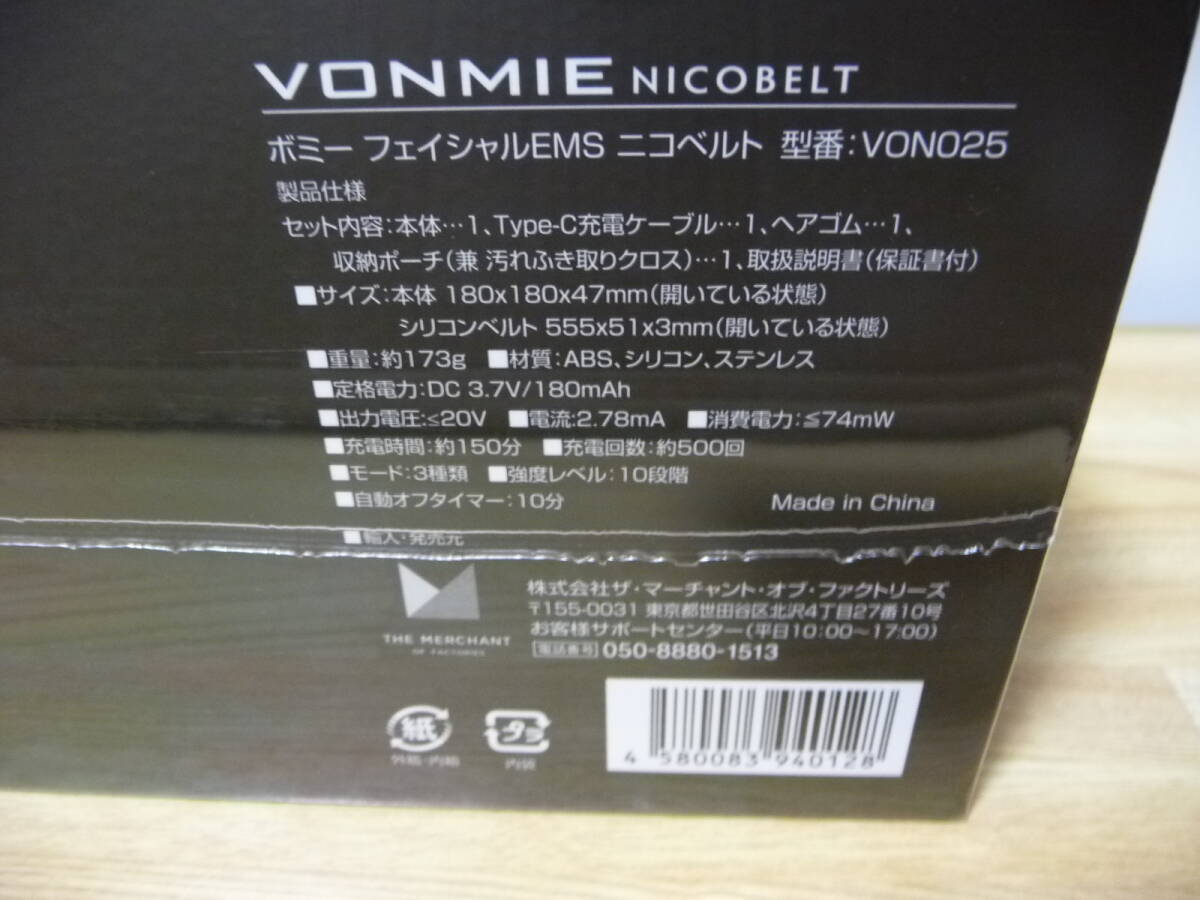 VONMIE NICOBELT
ボミー フェイシャルEMS ニコベルト 型番：VON025
製品仕様
セット内容：本体…1、Type-C充電ケーブル…1、ヘアゴム…1、
収納ポーチ（兼 汚れふき取りクロス）…1、取扱説明書（保証書付）
■サイズ：本体 180x180x47mm（開いている状態）
シリコンベルト 555x51x3mm（開いている状態）
■重量：約173g ■材質：ABS、シリコン、ステンレス
■定格電力：DC 3.7V/180mAh
■出力電圧：≤20V ■電流：2.78mA ■消費電力：≦74mW
■充電時間：約150分 ■充電回数：約500回
■モード：3種類 ■強度レベル：10段階
■自動オフタイマー：10分 Made in China
■輸入・発売元
株式会社ザ・マーチャント・オブ・ファクトリーズ
〒155-0031 東京都世田谷区北沢4丁目27番10号
お客様サポートセンター（平日10:00〜17:00）
電話番号 050-8880-1513
THE MERCHANT
OF FACTORIES
紙
外箱・内箱
プラ
内袋
4 580083 940128